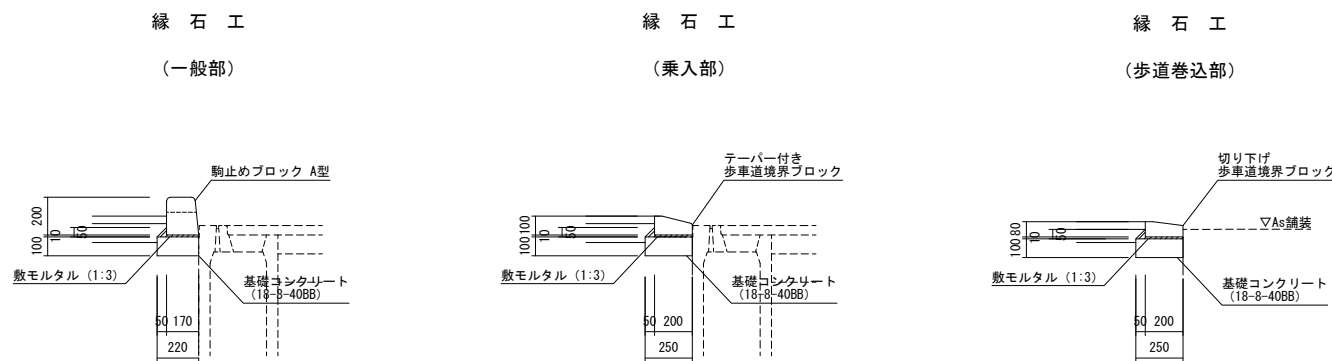 縁 石 工
(一般部)
駒止めブロック A型
200
10
50
100
敷モルタル (1:3)
基礎コンクリート
(18-8-40BB)
50 170
220
縁 石 工
(乗入部)
テーパー付き
歩車道境界ブロック
100
10
50
100
敷モルタル (1:3)
基礎コンクリート
(18-8-40BB)
50 200
250
縁 石 工
(歩道巻込部)
切り下げ
歩車道境界ブロック
▽As舗装
80
10
50
100
敷モルタル (1:3)
基礎コンクリート
(18-8-40BB)
50 200
250